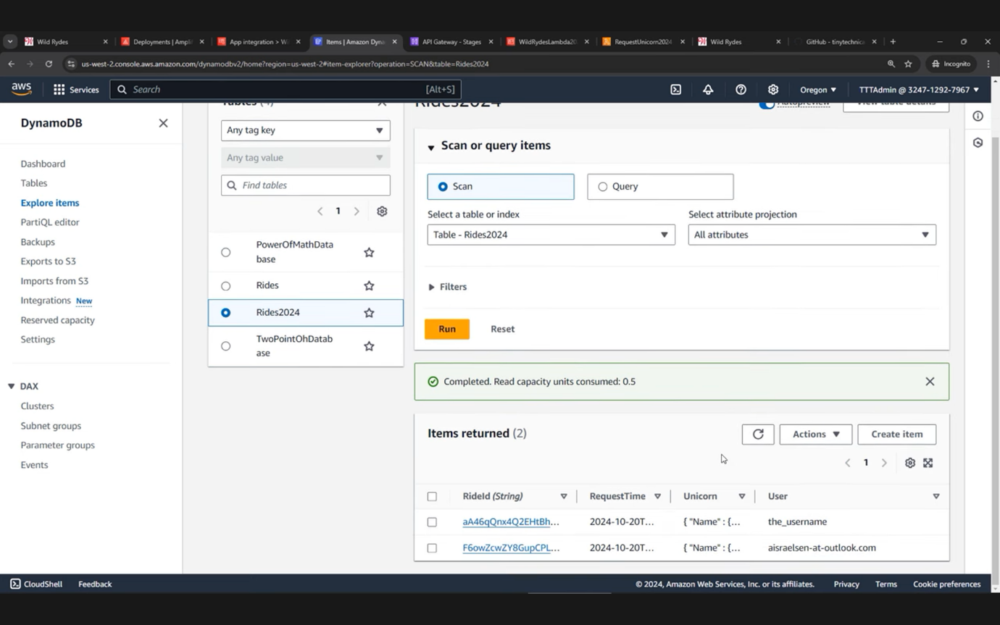 Wild Rydes
Deployments | Ampli
App integration > Wi
Items | Amazon Dyna
API Gateway - Stages
WildRydesLambda20
RequestUnicorn2024
Wild Rydes
GitHub - tinytechnica
us-west-2.console.aws.amazon.com/dynamodbv2/home?region=us-west-2#item-explorer?operation=SCAN&table=Rides2024
Incognito
aws
Services
Search
[Alt+S]
Oregon
TTTAdmin @ 3247-1292-7967
DynamoDB
Dashboard
Tables
Explore items
PartiQL editor
Backups
Exports to S3
Imports from S3
Integrations New
Reserved capacity
Settings
DAX
Clusters
Subnet groups
Parameter groups
Events
Tables (4)
Any tag key
Any tag value
Find tables
1
PowerOfMathData
base
Rides
Rides2024
TwoPointOhDatab
ase
Rides2024
Autopreview
View table details
Scan or query items
Scan
Query
Select a table or index
Select attribute projection
Table - Rides2024
All attributes
Filters
Run
Reset
Completed. Read capacity units consumed: 0.5
Items returned (2)
Actions
Create item
1
RideId (String)
RequestTime
Unicorn
User
aA46qQnx4Q2EHtBh...
2024-10-20T...
{ "Name" : {...
the_username
F6owZcwZY8GupCPL...
2024-10-20T...
{ "Name" : {...
aisraelsen-at-outlook.com
CloudShell
Feedback
© 2024, Amazon Web Services, Inc. or its affiliates.
Privacy
Terms
Cookie preferences